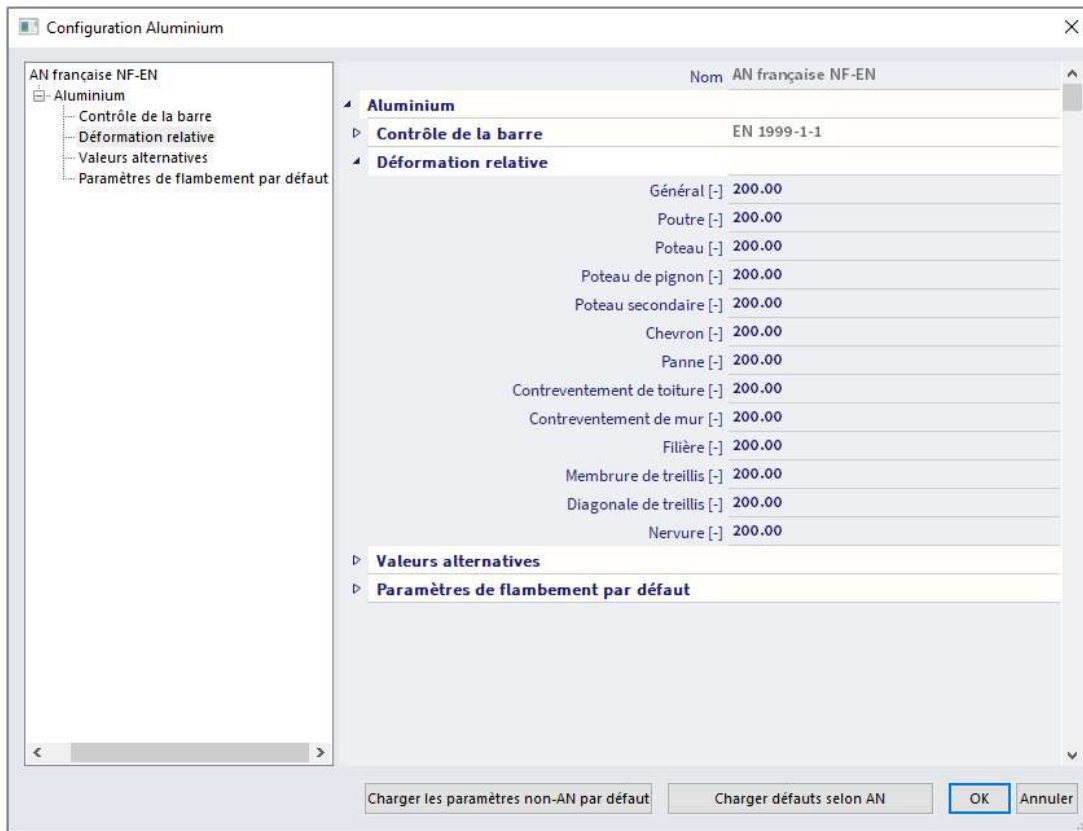 Configuration Aluminium
AN française NF-EN
Aluminium
Contrôle de la barre
Déformation relative
Valeurs alternatives
Paramètres de flambement par défaut
Nom AN française NF-EN
Aluminium
Contrôle de la barre EN 1999-1-1
Déformation relative
Général [-] 200.00
Poutre [-] 200.00
Poteau [-] 200.00
Poteau de pignon [-] 200.00
Poteau secondaire [-] 200.00
Chevron [-] 200.00
Panne [-] 200.00
Contreventement de toiture [-] 200.00
Contreventement de mur [-] 200.00
Filière [-] 200.00
Membrure de treillis [-] 200.00
Diagonale de treillis [-] 200.00
Nervure [-] 200.00
Valeurs alternatives
Paramètres de flambement par défaut
Charger les paramètres non-AN par défaut Charger défauts selon AN OK Annuler